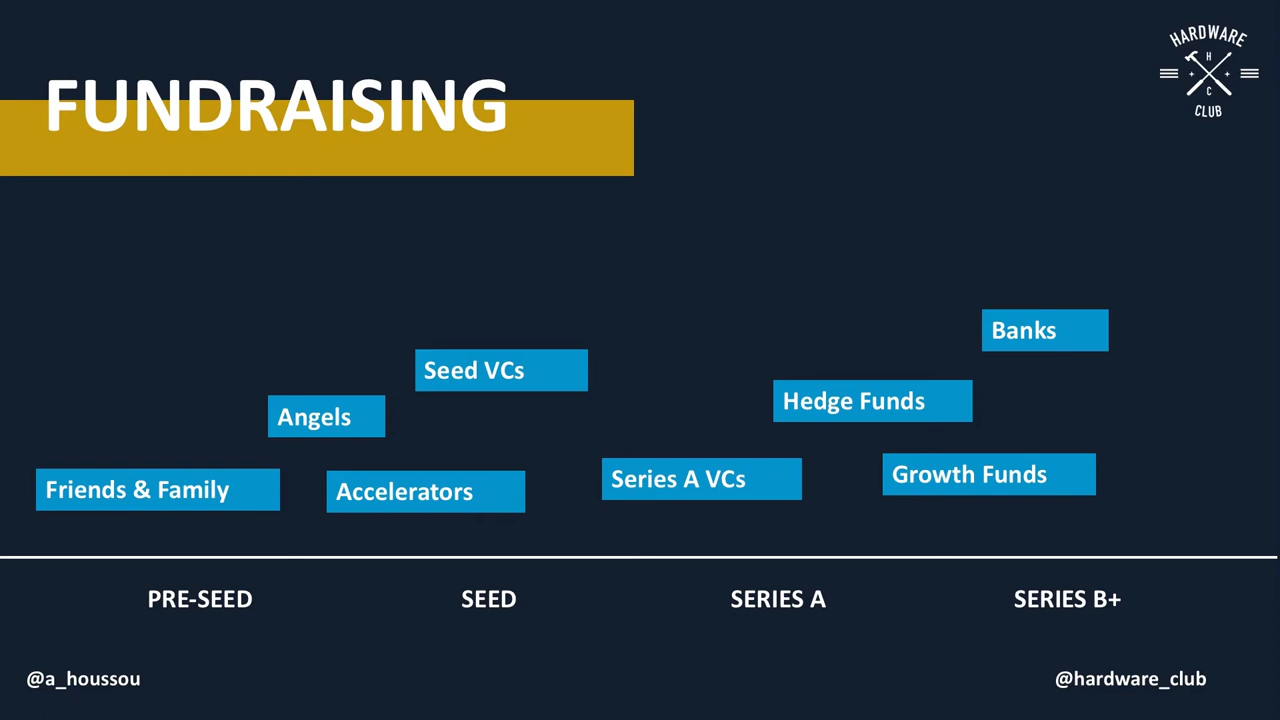 HARDWARE
H
C
CLUB
FUNDRAISING
Banks
Seed VCs
Hedge Funds
Angels
Friends & Family
Accelerators
Series A VCs
Growth Funds
PRE-SEED
SEED
SERIES A
SERIES B+
@a_houssou
@hardware_club